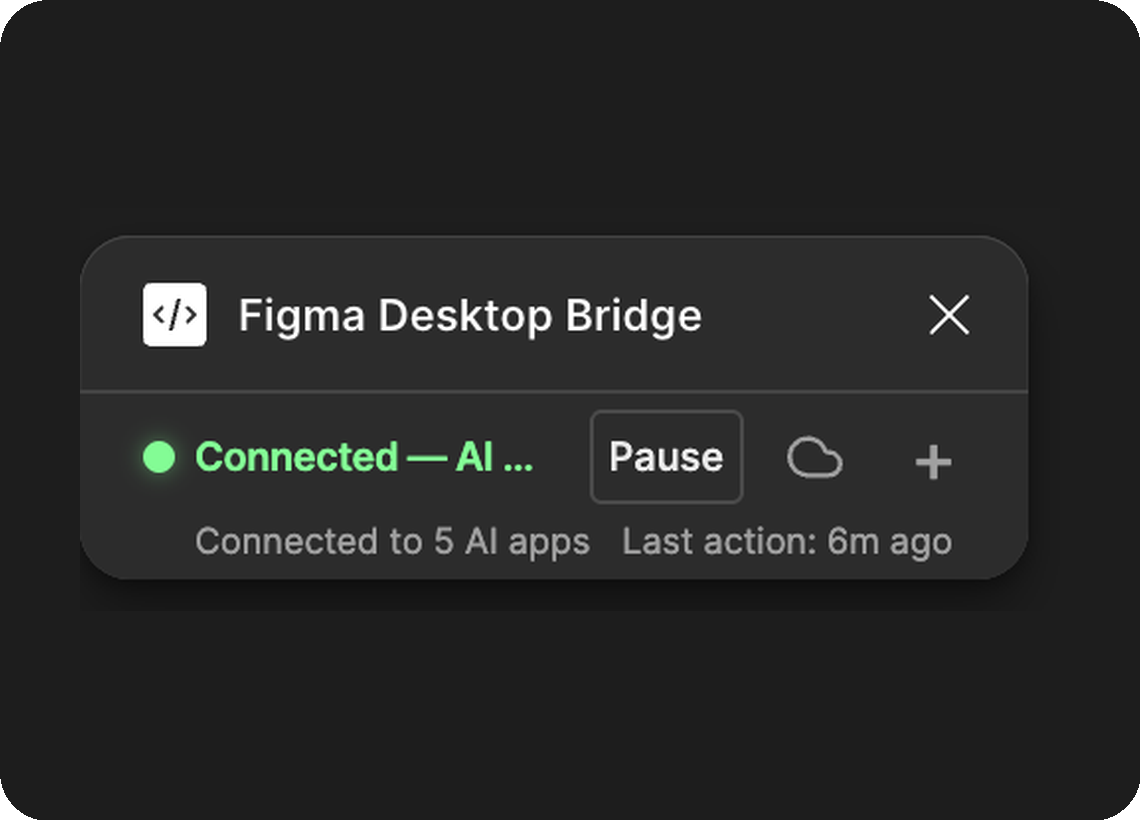 </> Figma Desktop Bridge
Connected — AI ... Pause
Connected to 5 AI apps Last action: 6m ago